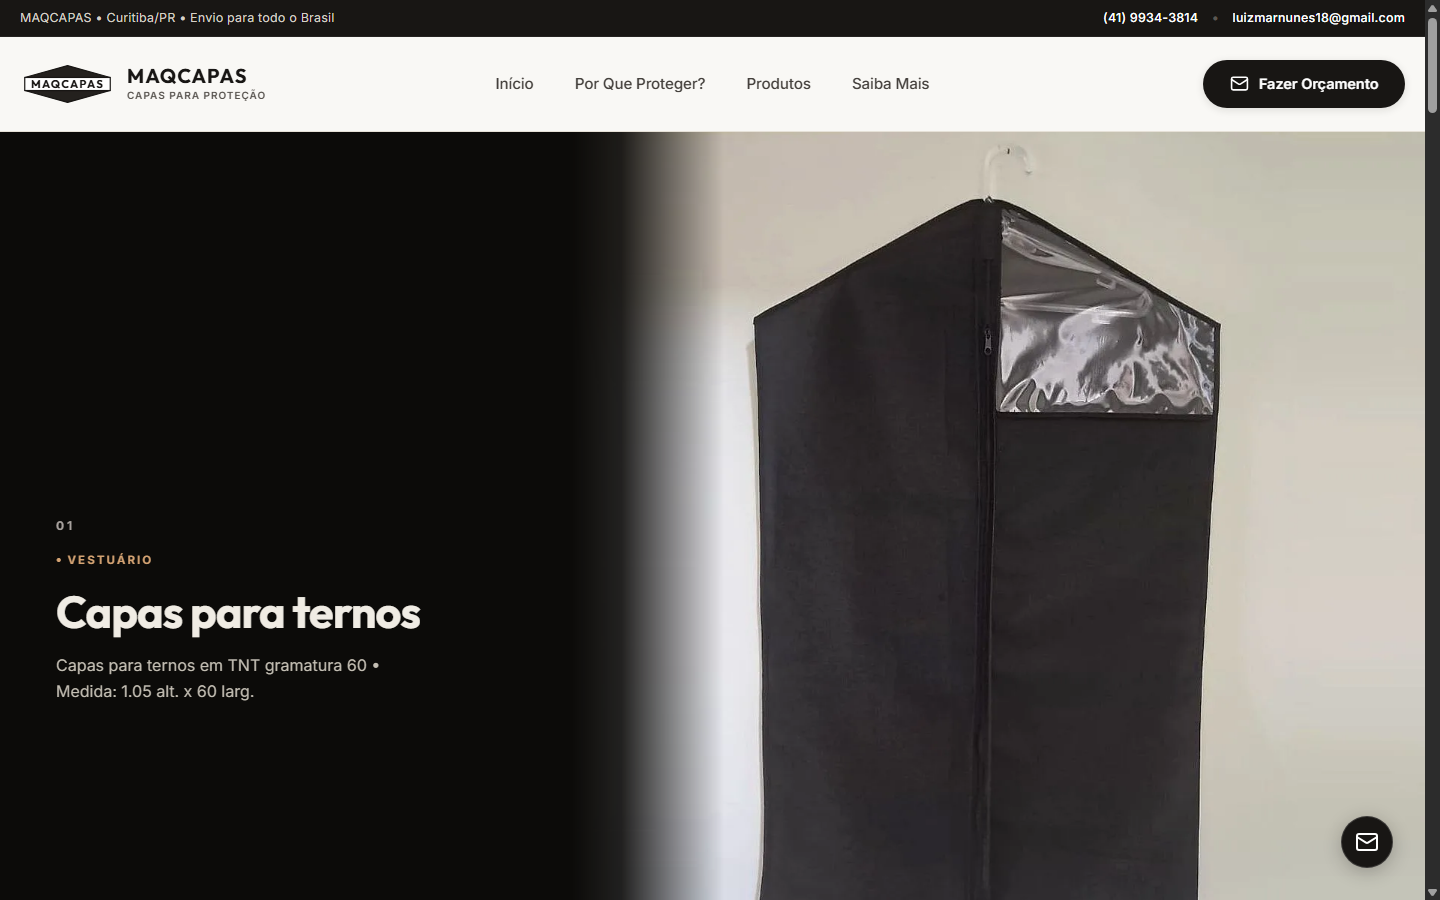 MAQCAPAS • Curitiba/PR • Envio para todo o Brasil
(41) 9934-3814 • luizmarnunes18@gmail.com
MAQCAPAS
MAQCAPAS
CAPAS PARA PROTEÇÃO
Início
Por Que Proteger?
Produtos
Saiba Mais
Fazer Orçamento
01
• VESTUÁRIO
Capas para ternos
Capas para ternos em TNT gramatura 60 •
Medida: 1.05 alt. x 60 larg.